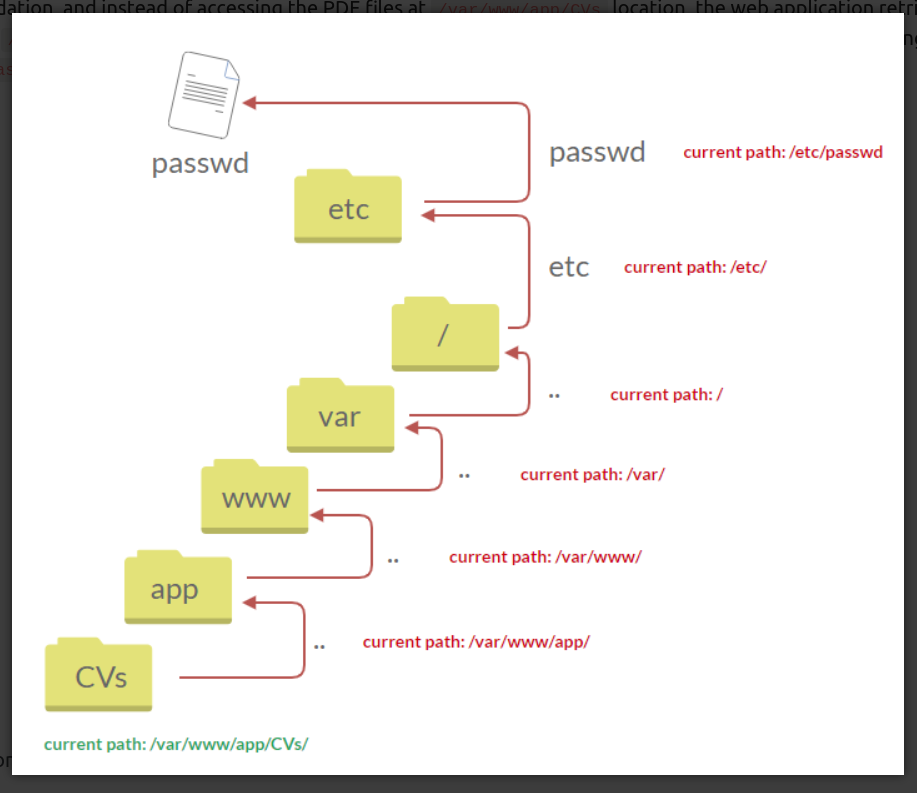 dation, and instead of accessing the PDF files at /var/www/app/CVs location, the web application retri
passwd
passwd current path: /etc/passwd
etc
etc current path: /etc/
/
.. current path: /
var
.. current path: /var/
www
.. current path: /var/www/
app
.. current path: /var/www/app/
CVs
current path: /var/www/app/CVs/